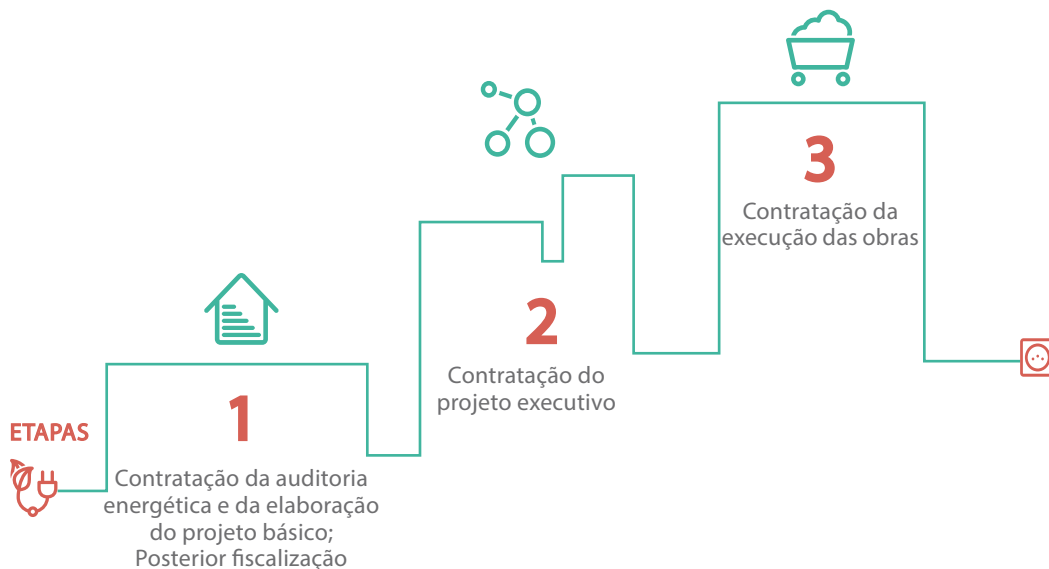 ETAPAS
1
Contratação da auditoria
energética e da elaboração
do projeto básico;
Posterior fiscalização
2
Contratação do
projeto executivo
3
Contratação da
execução das obras